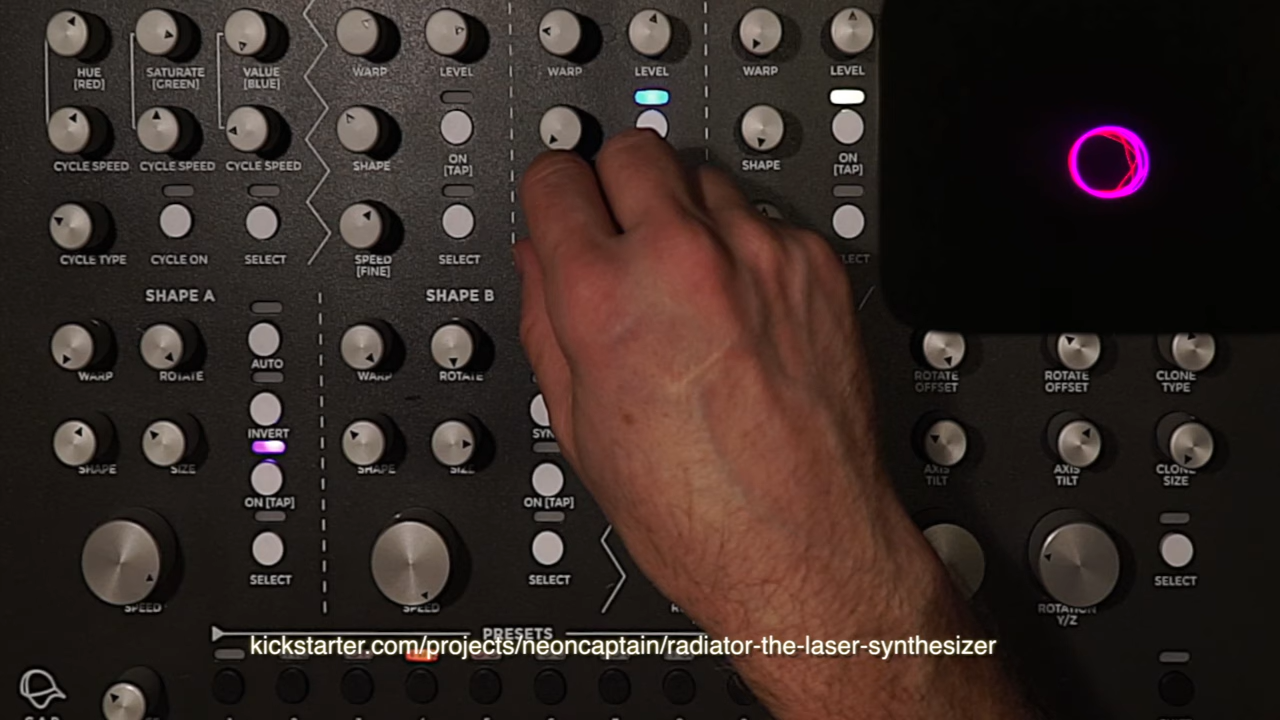 HUE SATURATE VALUE WARP LEVEL WARP LEVEL WARP LEVEL
[RED] [GREEN] [BLUE]
CYCLE SPEED CYCLE SPEED CYCLE SPEED SHAPE ON SHAPE ON
[TAP] [TAP]
CYCLE TYPE CYCLE ON SELECT SPEED SELECT
[FINE]
SHAPE A SHAPE B
AUTO
WARP ROTATE WARP ROTATE ROTATE ROTATE CLONE
OFFSET OFFSET TYPE
INVERT
SHAPE SIZE SHAPE SIZE AXIS AXIS CLONE
TILT TILT SIZE
ON [TAP] ON [TAP]
SELECT SELECT SELECT
SPEED SPEED ROTATION
Y/Z
PRESETS
kickstarter.com/projects/neoncaptain/radiator-the-laser-synthesizer